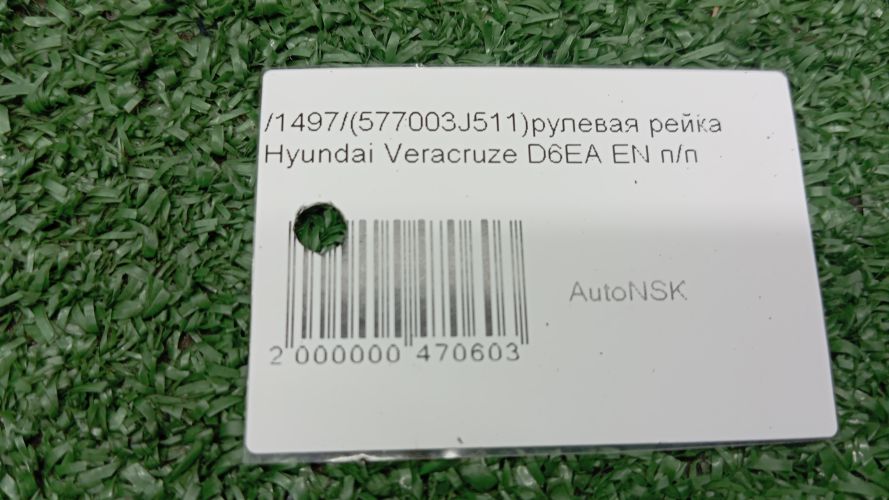 /1497/(577003J511)рулевая рейка
Hyundai Veracruze D6EA EN п/п
AutoNSK
2 000000 470603